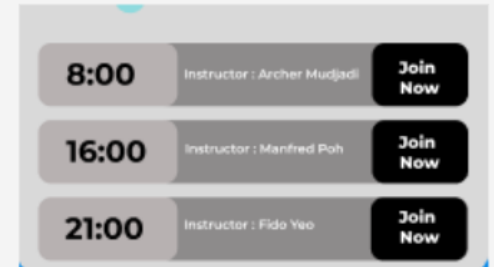 8:00
Instructor : Archer Mudjadi
Join
Now
16:00
Instructor : Manfred Poh
Join
Now
21:00
Instructor : Fido Yeo
Join
Now